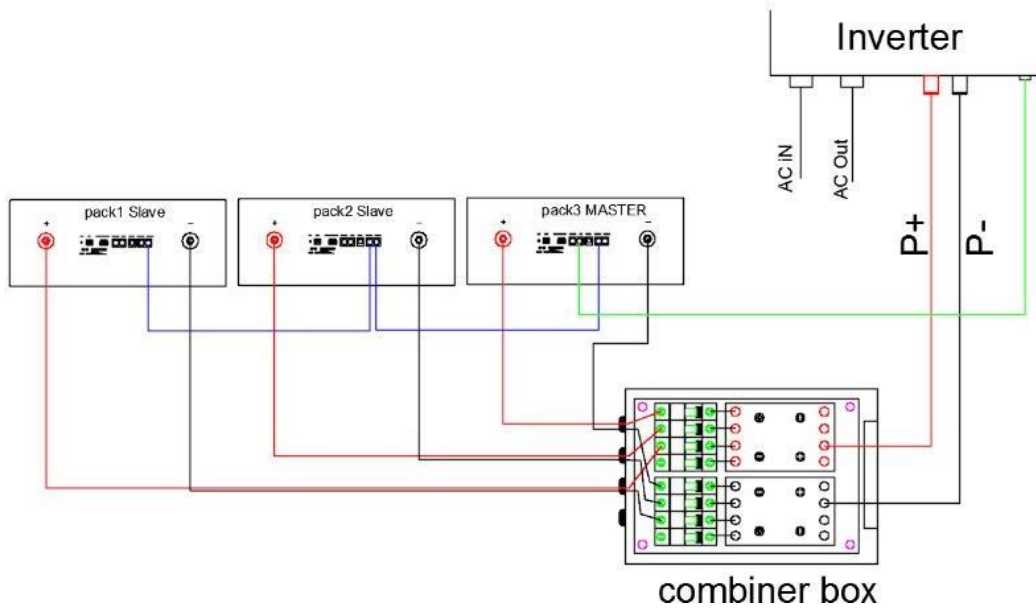 Inverter
AC iN
AC Out
P+
P-
pack1 Slave
pack2 Slave
pack3 MASTER
+
−
+
−
+
−
combiner box